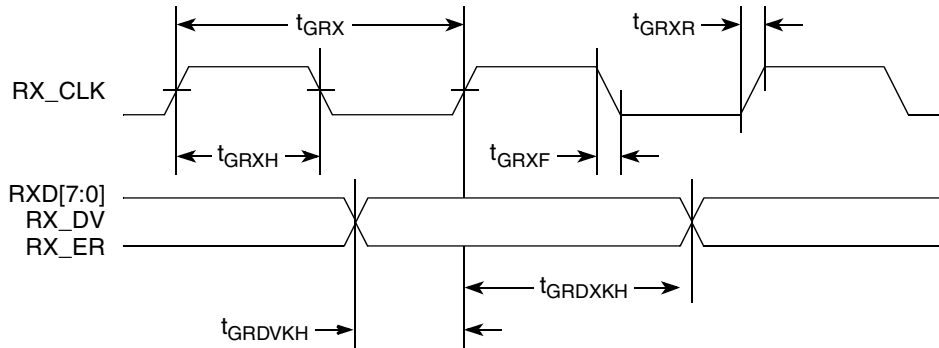 tGRX
tGRXR
RX_CLK
tGRXH
tGRXF
RXD[7:0]
RX_DV
RX_ER
tGRDXKH
tGRDVKH